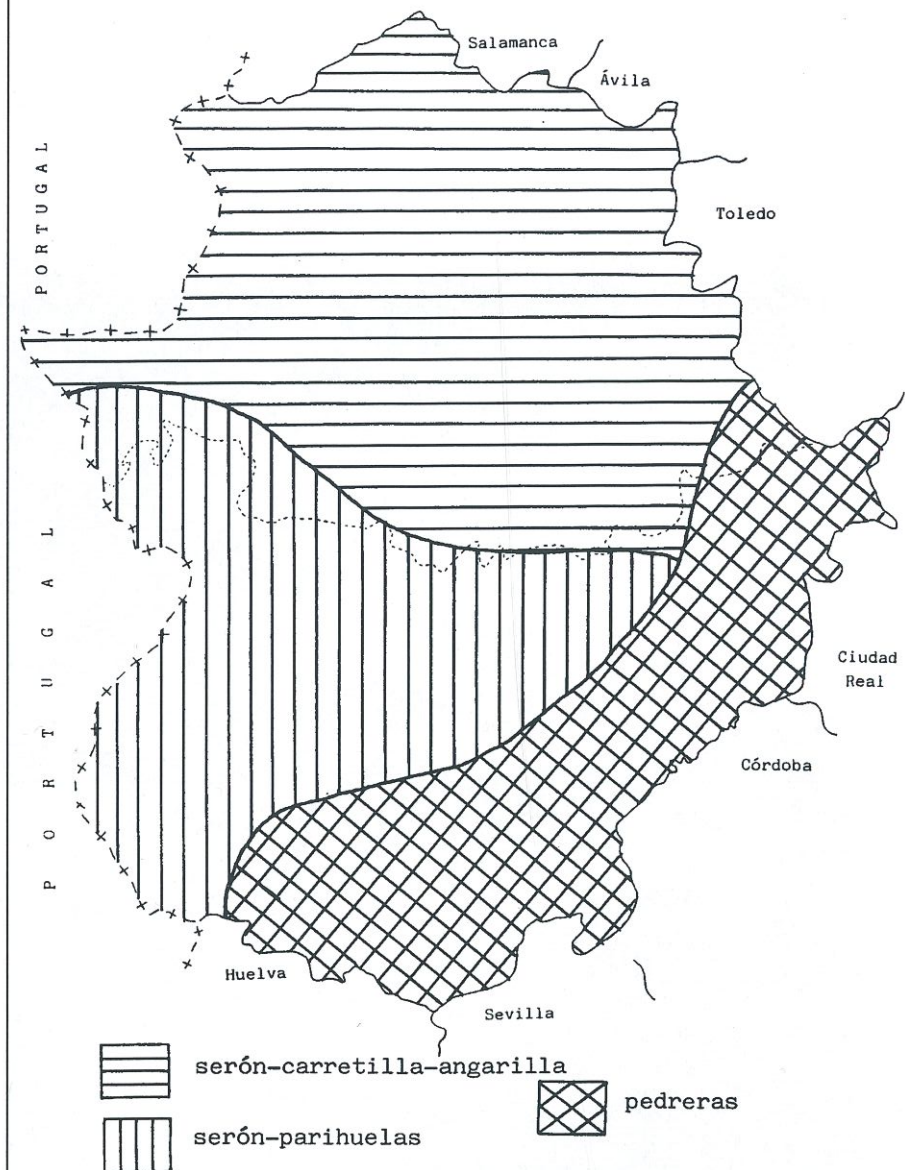 Salamanca
Ávila
PORTUGAL
Toledo
PORTUGAL
Ciudad
Real
Córdoba
Huelva
Sevilla
serón-carretilla-angarilla
pedreras
serón-parihuelas